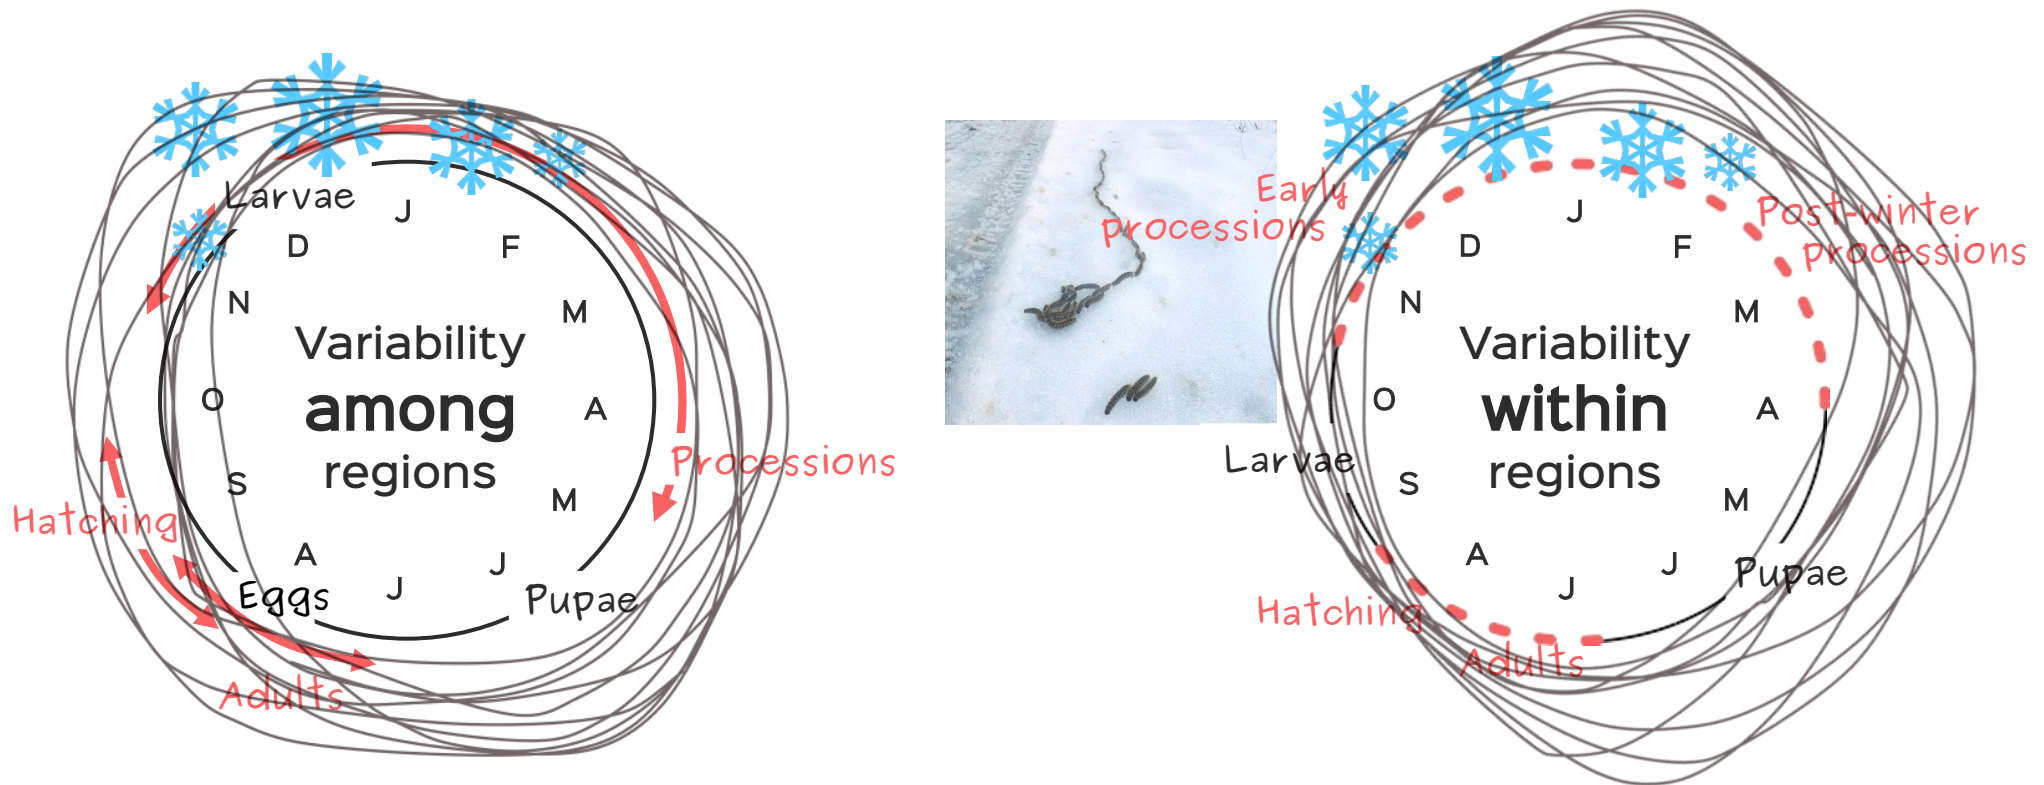 Larvae
J
D
F
N
M
Variability
among
regions
O
A
Processions
S
M
Hatching
A
J
J
Eggs
Pupae
Adults
Early
processions
Post-winter
processions
J
D
F
N
M
Variability
within
regions
O
A
Larvae
S
M
A
J
J
Pupae
Hatching
Adults